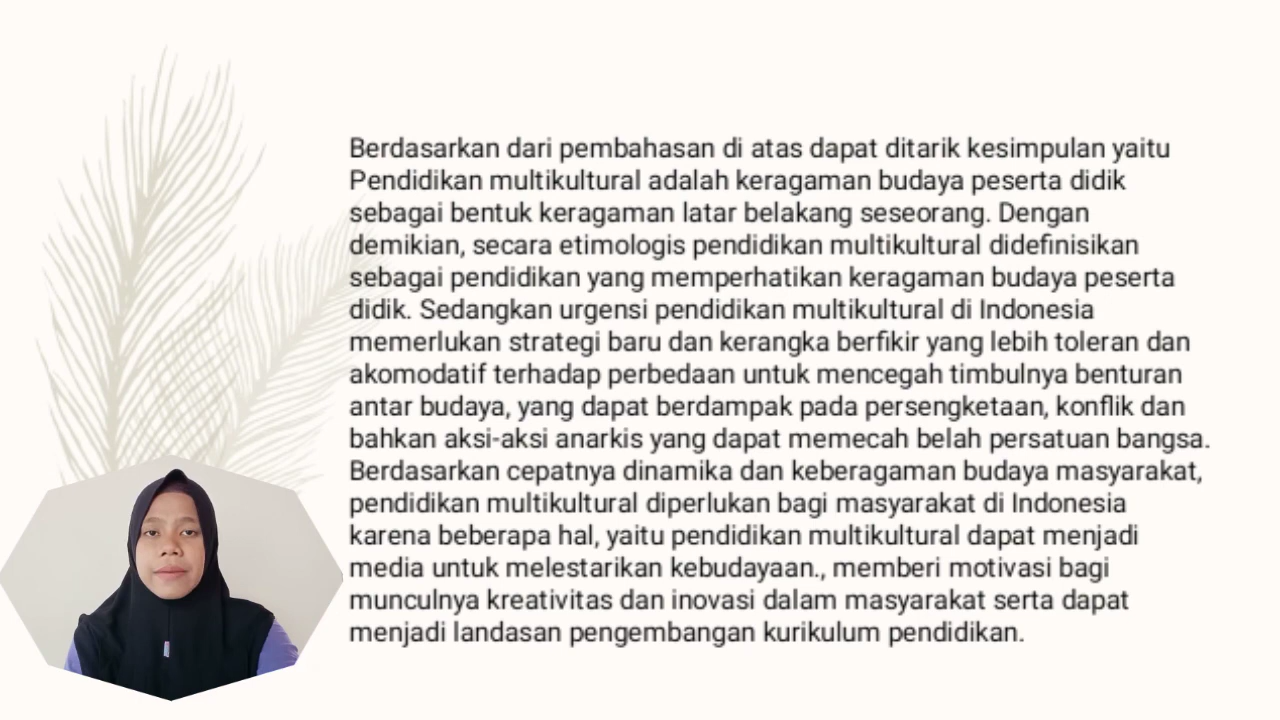 Berdasarkan dari pembahasan di atas dapat ditarik kesimpulan yaitu
Pendidikan multikultural adalah keragaman budaya peserta didik
sebagai bentuk keragaman latar belakang seseorang. Dengan
demikian, secara etimologis pendidikan multikultural didefinisikan
sebagai pendidikan yang memperhatikan keragaman budaya peserta
didik. Sedangkan urgensi pendidikan multikultural di Indonesia
memerlukan strategi baru dan kerangka berfikir yang lebih toleran dan
akomodatif terhadap perbedaan untuk mencegah timbulnya benturan
antar budaya, yang dapat berdampak pada persengketaan, konflik dan
bahkan aksi-aksi anarkis yang dapat memecah belah persatuan bangsa.
Berdasarkan cepatnya dinamika dan keberagaman budaya masyarakat,
pendidikan multikultural diperlukan bagi masyarakat di Indonesia
karena beberapa hal, yaitu pendidikan multikultural dapat menjadi
media untuk melestarikan kebudayaan., memberi motivasi bagi
munculnya kreativitas dan inovasi dalam masyarakat serta dapat
menjadi landasan pengembangan kurikulum pendidikan.